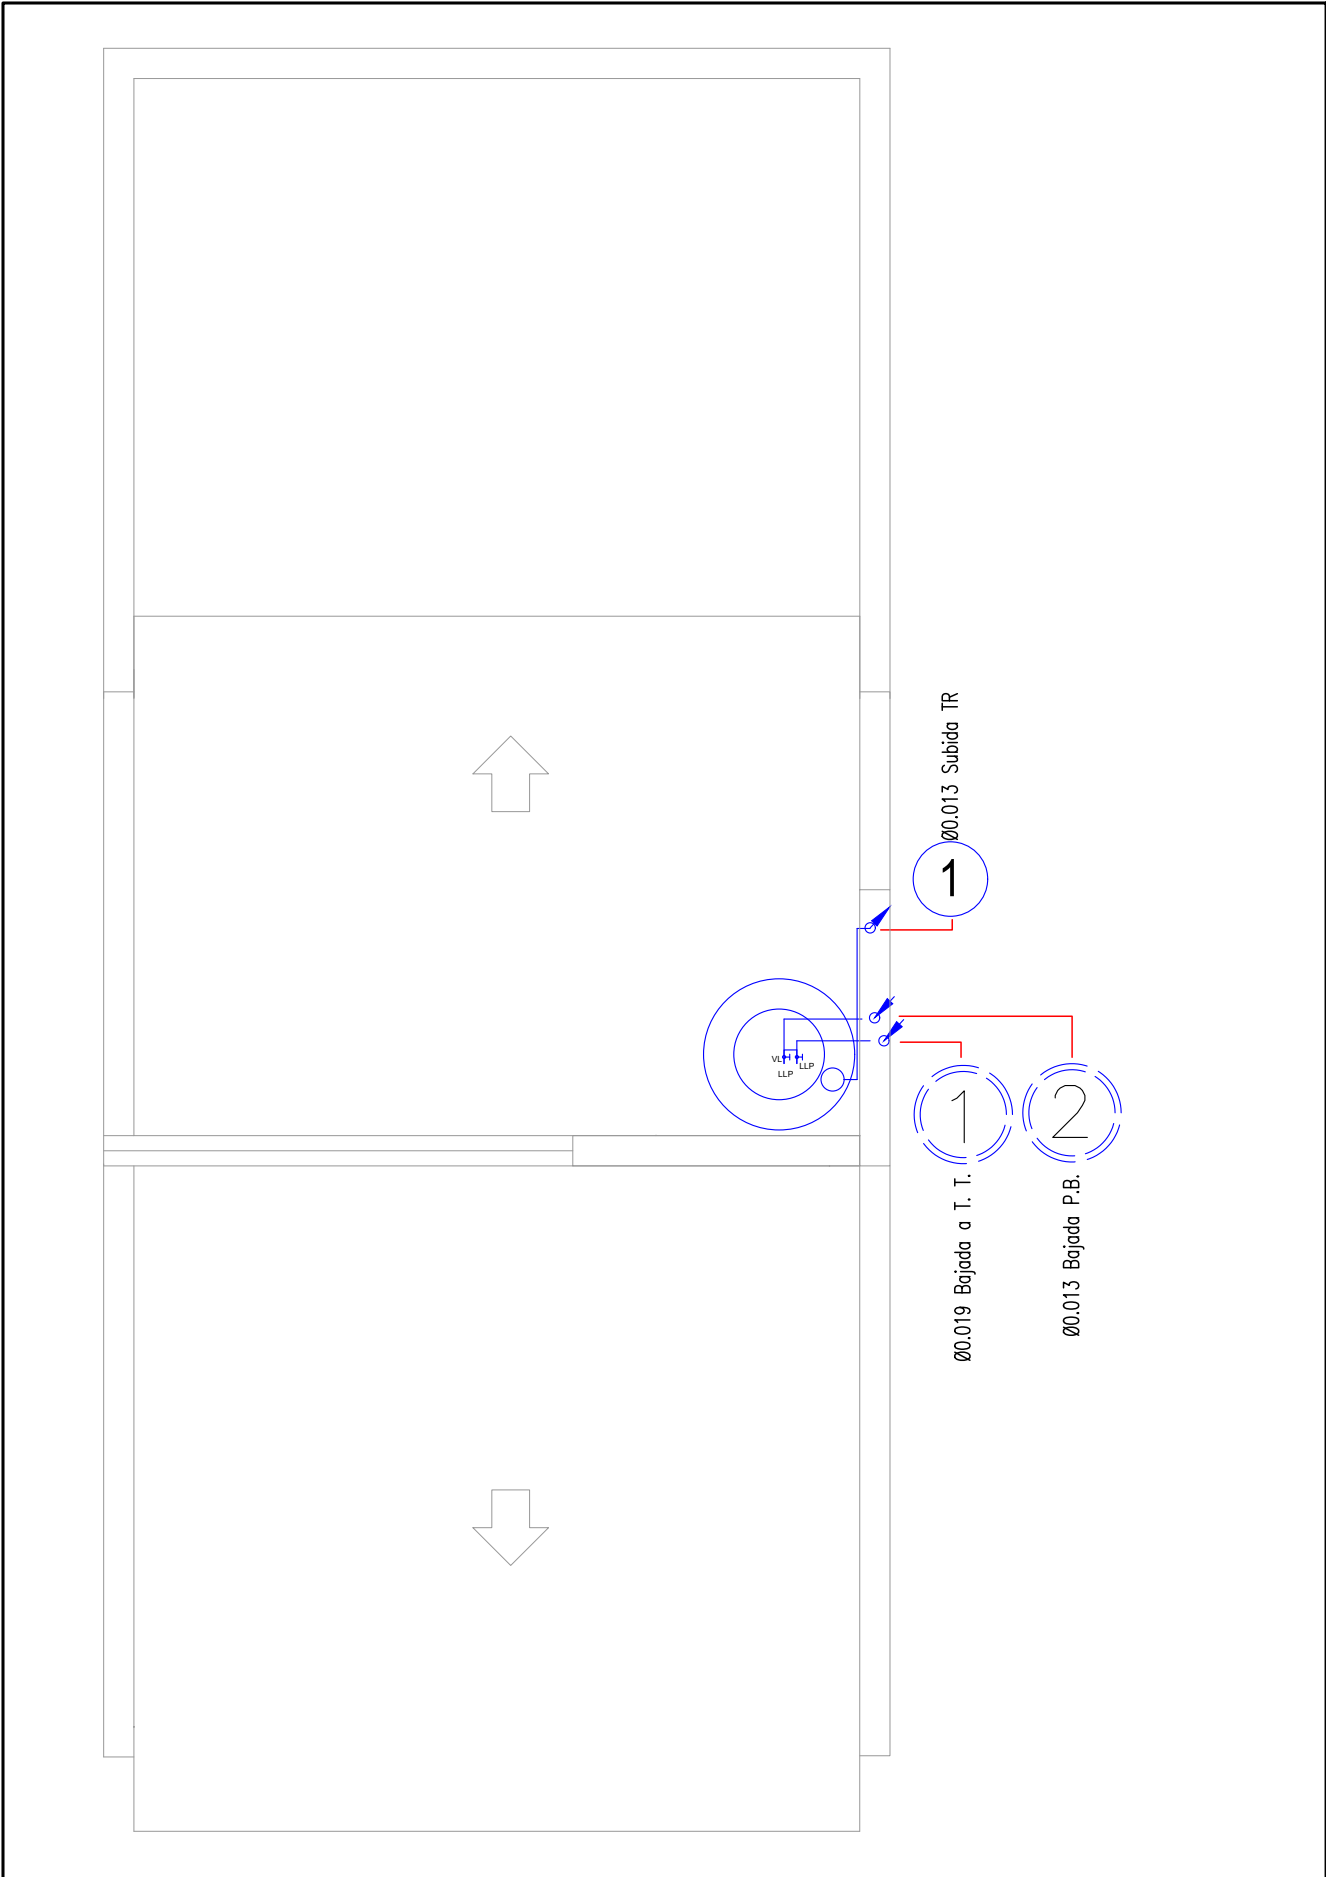 Ø0.013 Subida TR
1
VL
LLP
LLP
1
2
Ø0.019 Bajada a T. T.
Ø0.013 Bajada P.B.